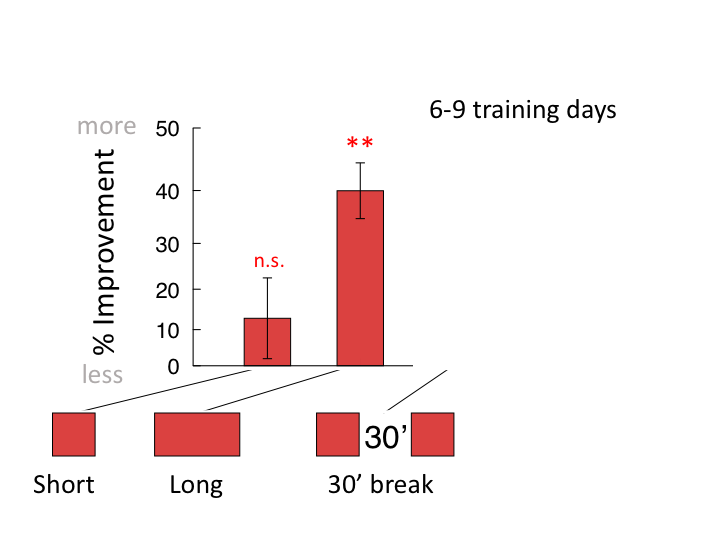 6-9 training days
more
% Improvement
less
50
40
30
20
10
0
n.s.
**
30’
Short
Long
30’ break